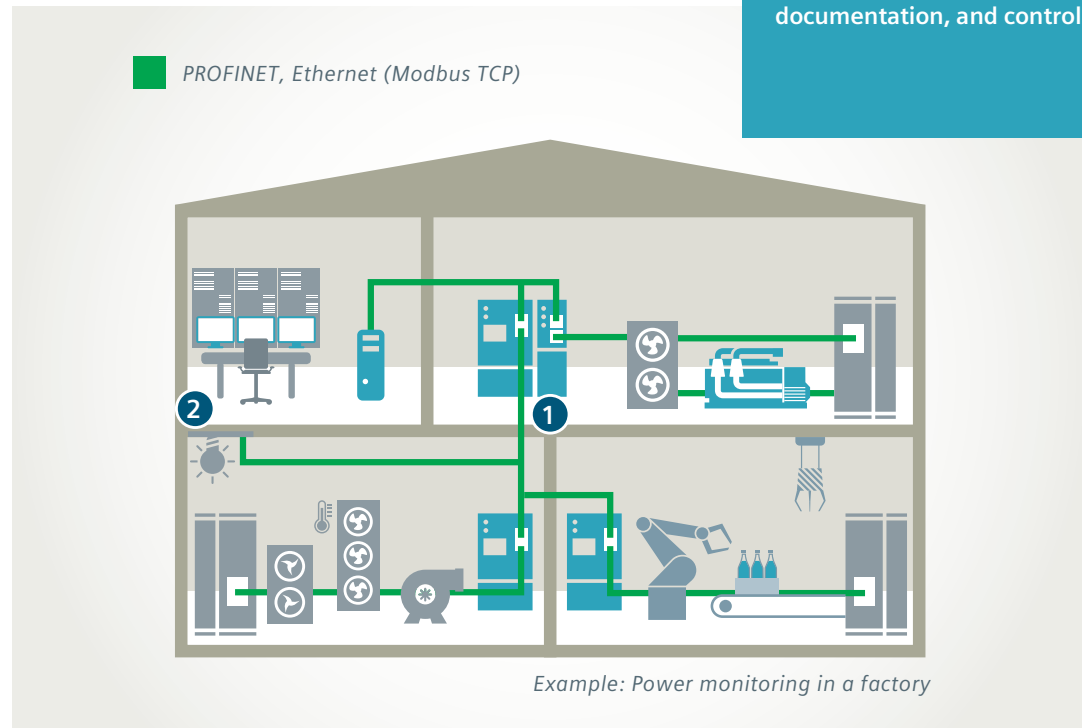 documentation, and control
PROFINET, Ethernet (Modbus TCP)
1
2
Example: Power monitoring in a factory